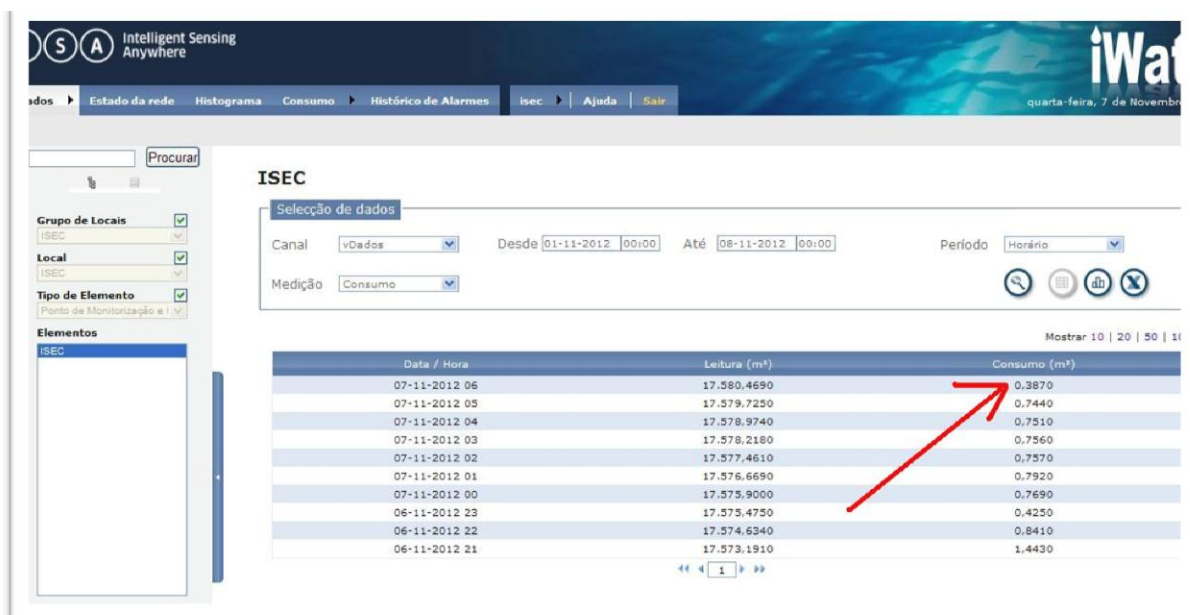 S A Intelligent Sensing
Anywhere
iWat
ados Estado da rede Histograma Consumo Histórico de Alarmes isec Ajuda Sair
quarta-feira, 7 de Novembr
Procurar
ISEC
Selecção de dados
Grupo de Locais
ISEC
Canal vDados Desde 01-11-2012 00:00 Até 08-11-2012 00:00 Período Horário
Local
ISEC
Medição Consumo
Tipo de Elemento
Ponto de Monitorização e
Elementos
ISEC
Mostrar 10 | 20 | 50 | 10
Data / Hora Leitura (m³) Consumo (m³)
07-11-2012 06 17.580,4690 0,3870
07-11-2012 05 17.579,7250 0,7440
07-11-2012 04 17.578,9740 0,7510
07-11-2012 03 17.578,2180 0,7560
07-11-2012 02 17.577,4610 0,7570
07-11-2012 01 17.576,6690 0,7920
07-11-2012 00 17.575,9000 0,7690
06-11-2012 23 17.575,4750 0,4250
06-11-2012 22 17.574,6340 0,8410
06-11-2012 21 17.573,1910 1,4430
1